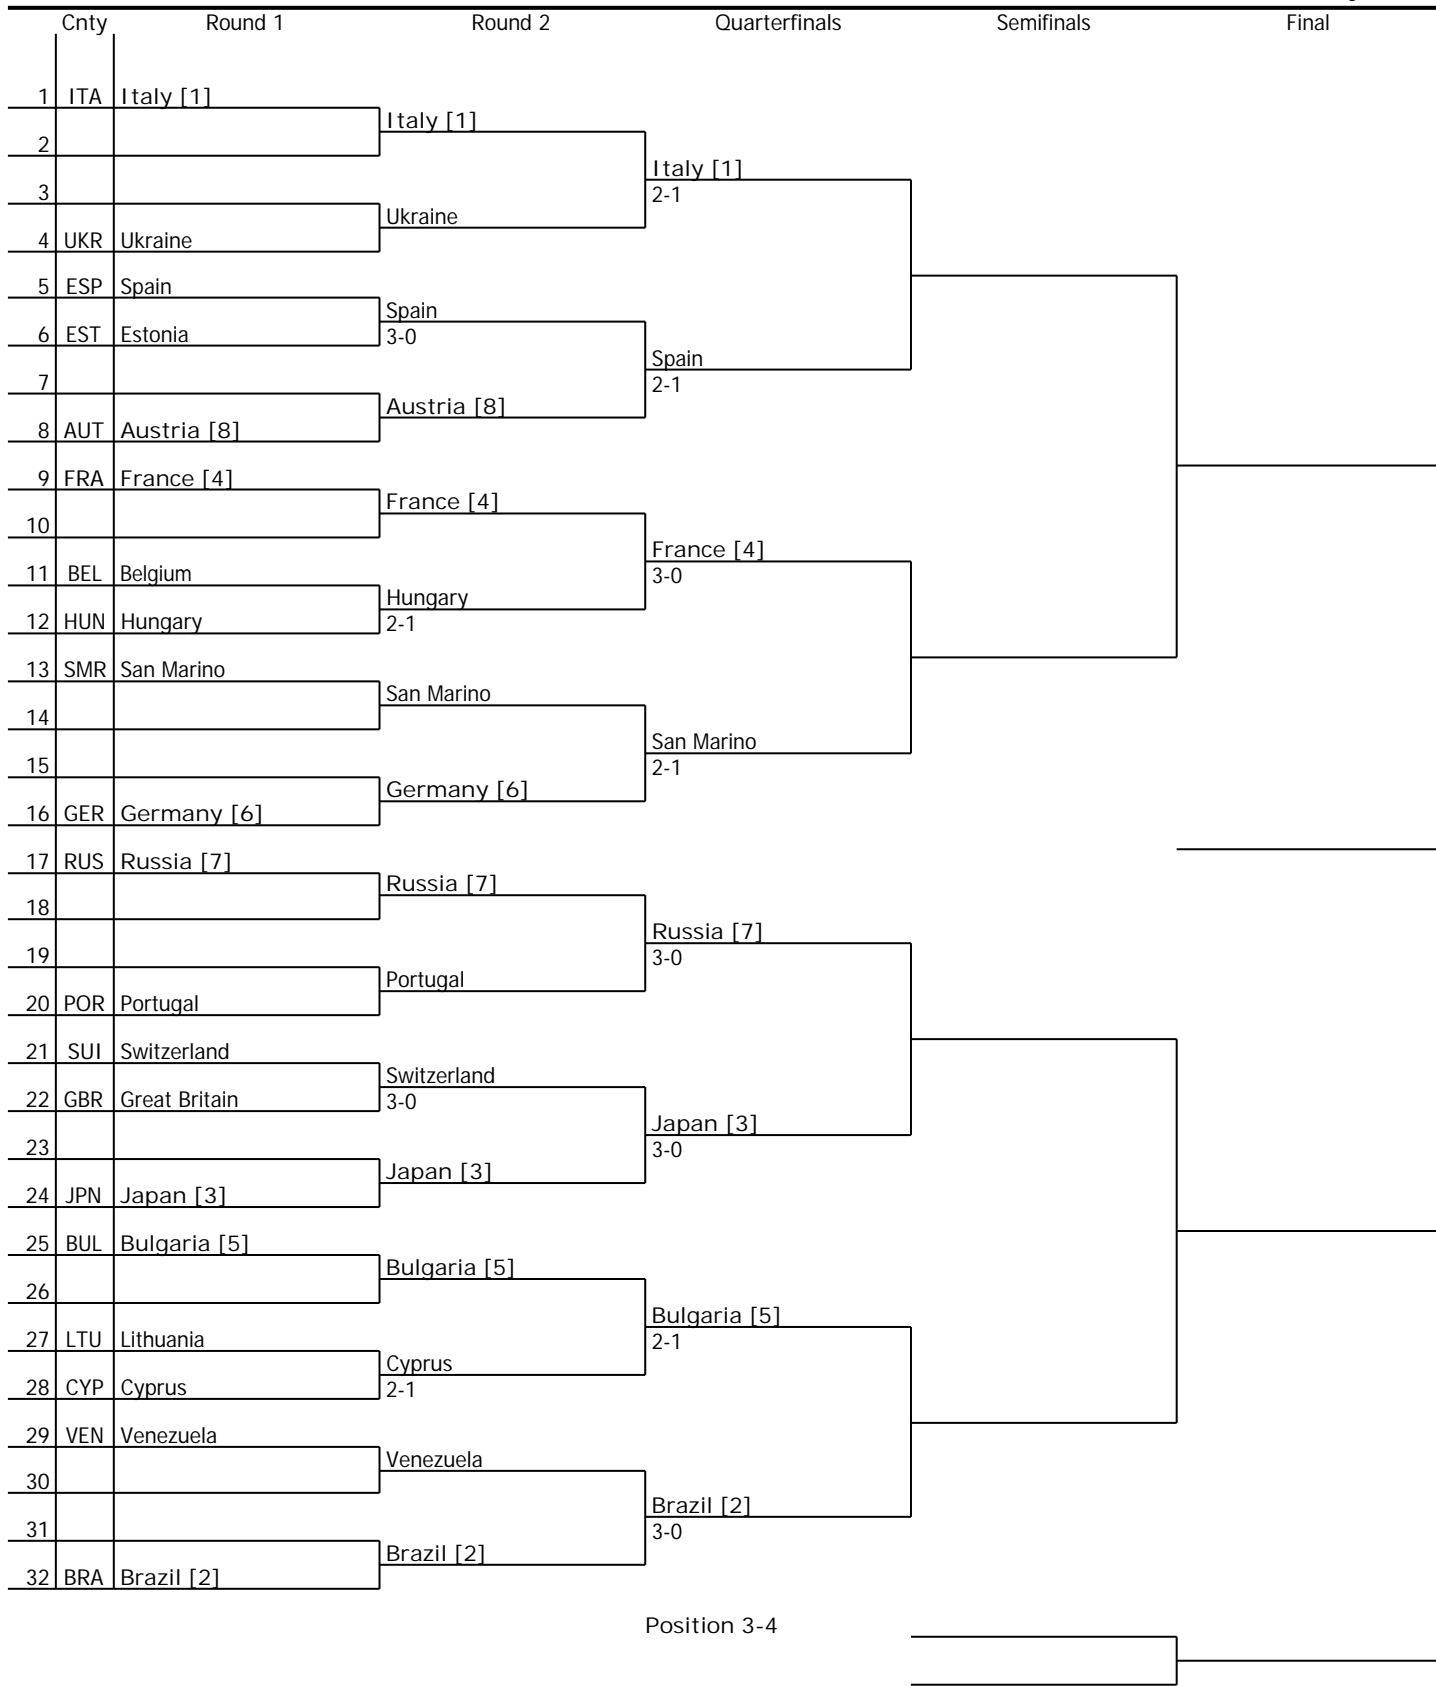 Cnty Round 1 Round 2 Quarterfinals Semifinals Final
1 ITA Italy [1]
Italy [1]
2
Italy [1]
3
2-1
Ukraine
4 UKR Ukraine
5 ESP Spain
Spain
6 EST Estonia
3-0
Spain
7
2-1
Austria [8]
8 AUT Austria [8]
9 FRA France [4]
France [4]
10
France [4]
11 BEL Belgium
3-0
Hungary
12 HUN Hungary
2-1
13 SMR San Marino
San Marino
14
San Marino
15
2-1
Germany [6]
16 GER Germany [6]
17 RUS Russia [7]
Russia [7]
18
Russia [7]
19
3-0
Portugal
20 POR Portugal
21 SUI Switzerland
Switzerland
22 GBR Great Britain
3-0
Japan [3]
23
3-0
Japan [3]
24 JPN Japan [3]
25 BUL Bulgaria [5]
Bulgaria [5]
26
Bulgaria [5]
27 LTU Lithuania
2-1
Cyprus
28 CYP Cyprus
2-1
29 VEN Venezuela
Venezuela
30
Brazil [2]
31
3-0
Brazil [2]
32 BRA Brazil [2]
Position 3-4